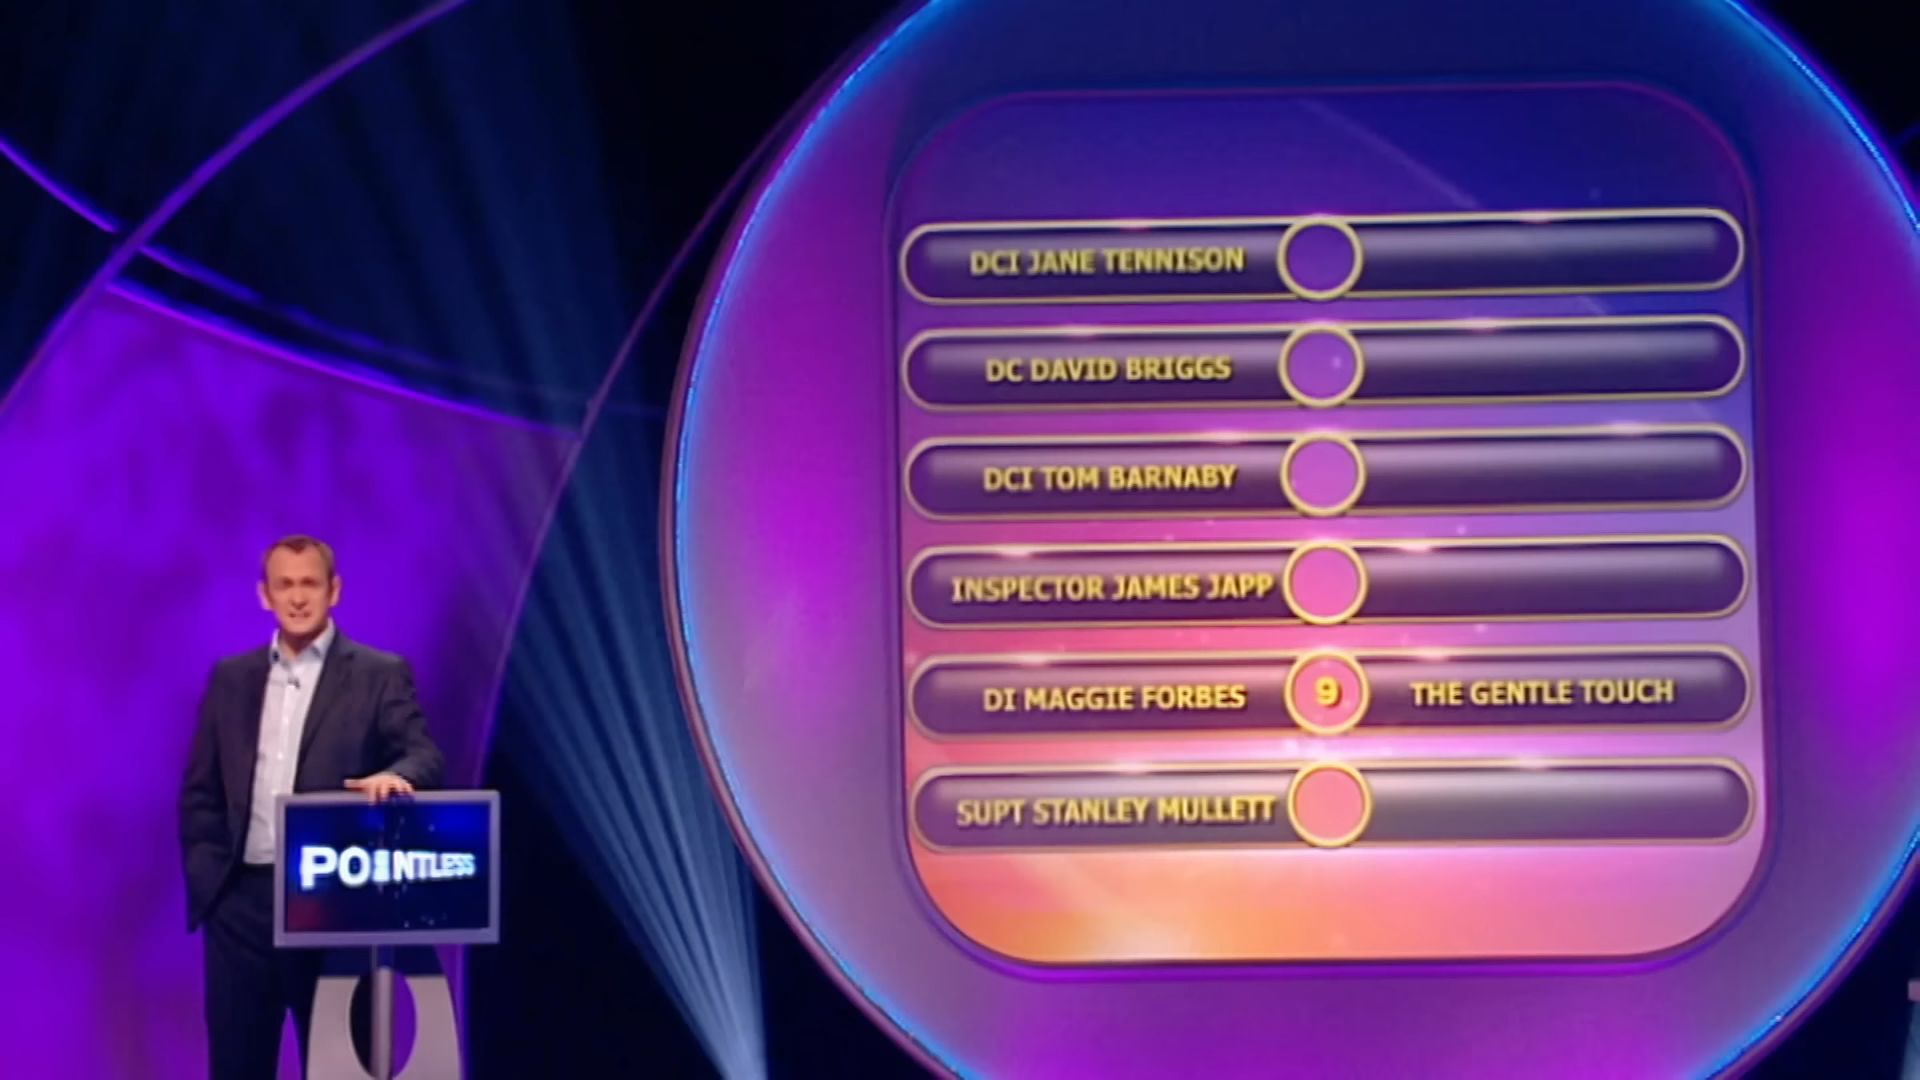 DCI JANE TENNISON
DC DAVID BRIGGS
DCI TOM BARNABY
INSPECTOR JAMES JAPP
DI MAGGIE FORBES 9 THE GENTLE TOUCH
SUPT STANLEY MULLETT
POINTLESS